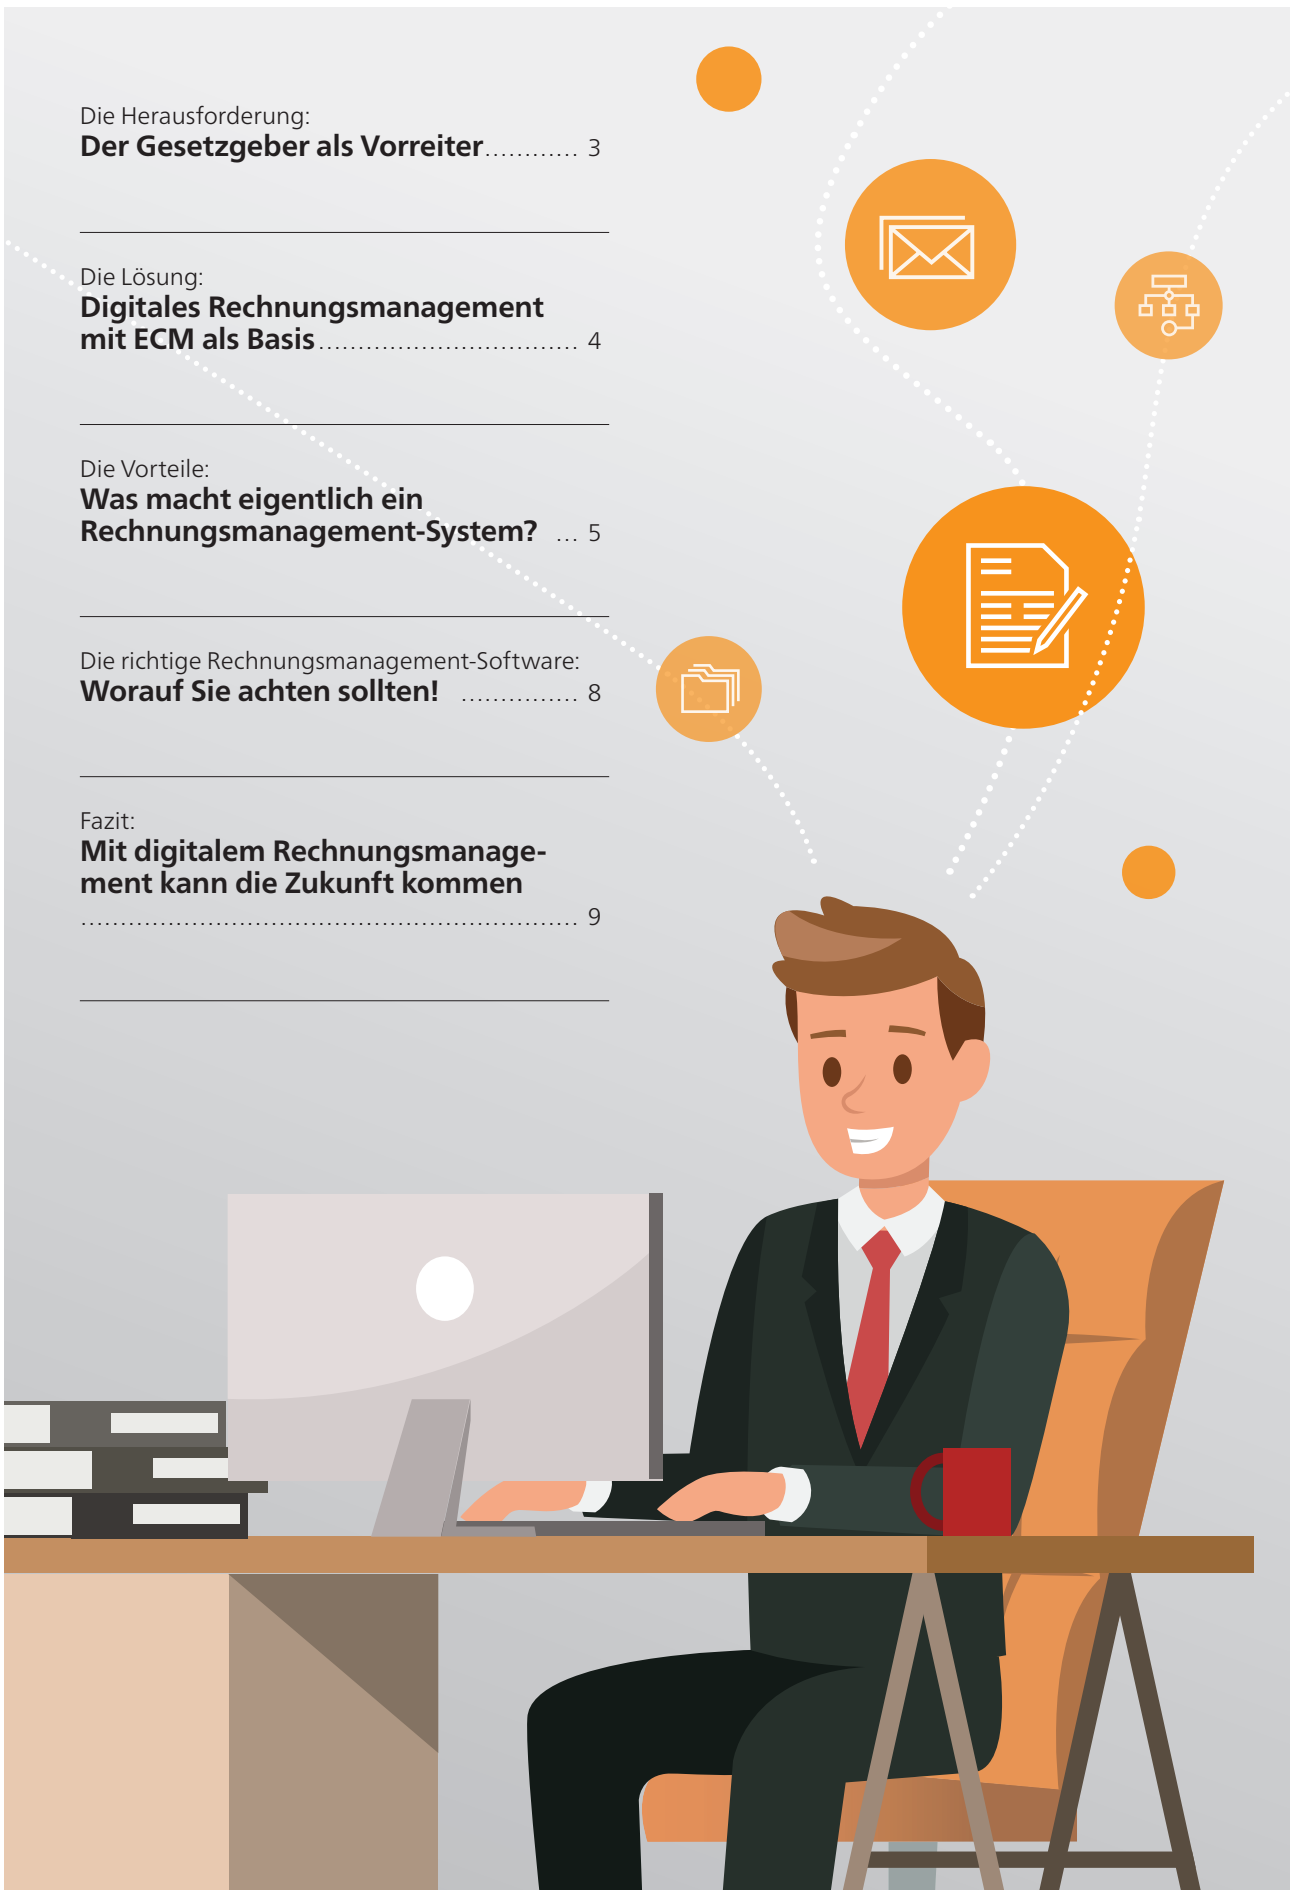 Die Herausforderung:
Der Gesetzgeber als Vorreiter............ 3
Die Lösung:
Digitales Rechnungsmanagement
mit ECM als Basis................................. 4
Die Vorteile:
Was macht eigentlich ein
Rechnungsmanagement-System? ... 5
Die richtige Rechnungsmanagement-Software:
Worauf Sie achten sollten! ............... 8
Fazit:
Mit digitalem Rechnungsmanage-
ment kann die Zukunft kommen
............................................................... 9